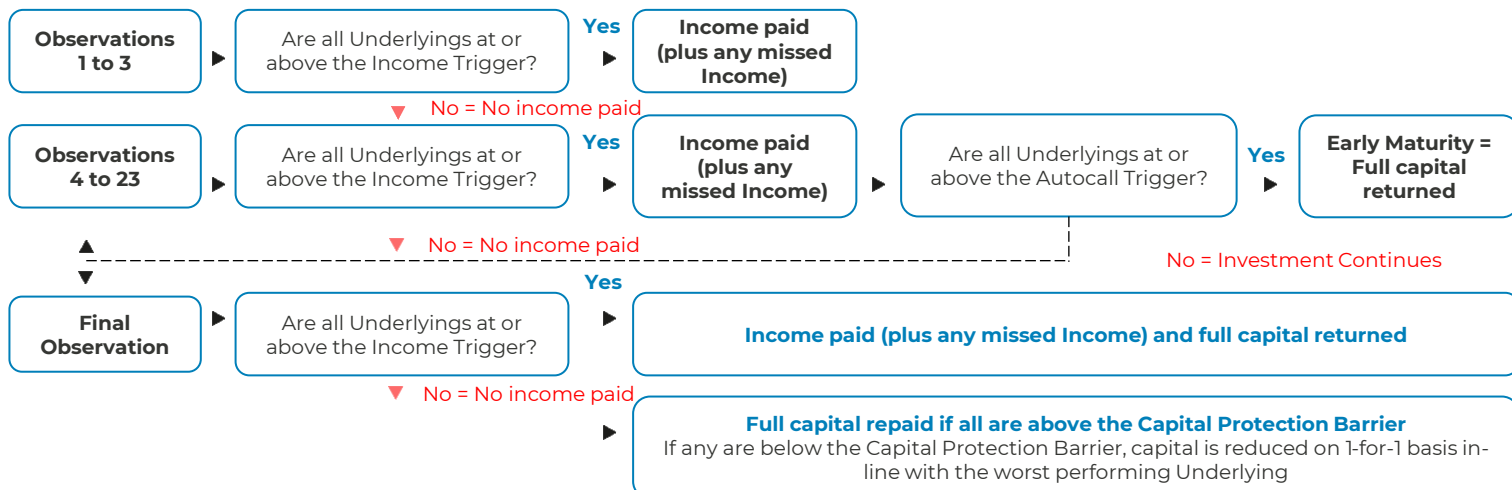 Observations
1 to 3
Are all Underlyings at or
above the Income Trigger?
Yes
Income paid
(plus any missed
Income)
No = No income paid
Observations
4 to 23
Are all Underlyings at or
above the Income Trigger?
Yes
Income paid
(plus any
missed Income)
Are all Underlyings at or
above the Autocall Trigger?
Yes
Early Maturity =
Full capital
returned
No = No income paid
No = Investment Continues
Final
Observation
Are all Underlyings at or
above the Income Trigger?
Yes
Income paid (plus any missed Income) and full capital returned
No = No income paid
Full capital repaid if all are above the Capital Protection Barrier
If any are below the Capital Protection Barrier, capital is reduced on 1-for-1 basis in-
line with the worst performing Underlying